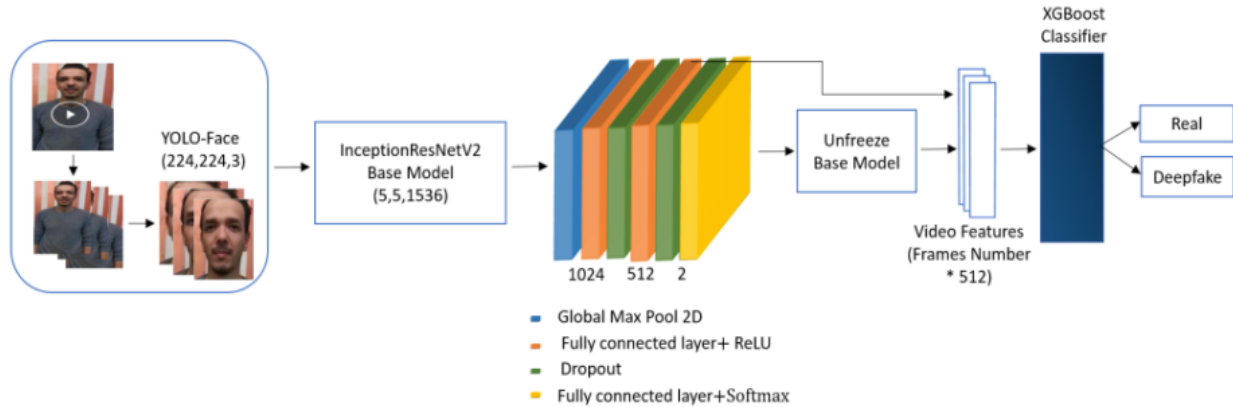 YOLO-Face
(224,224,3)
InceptionResNetV2
Base Model
(5,5,1536)
1024
512
2
Global Max Pool 2D
Fully connected layer+ ReLU
Dropout
Fully connected layer+Softmax
Unfreeze
Base Model
Video Features
(Frames Number
* 512)
XGBoost
Classifier
Real
Deepfake